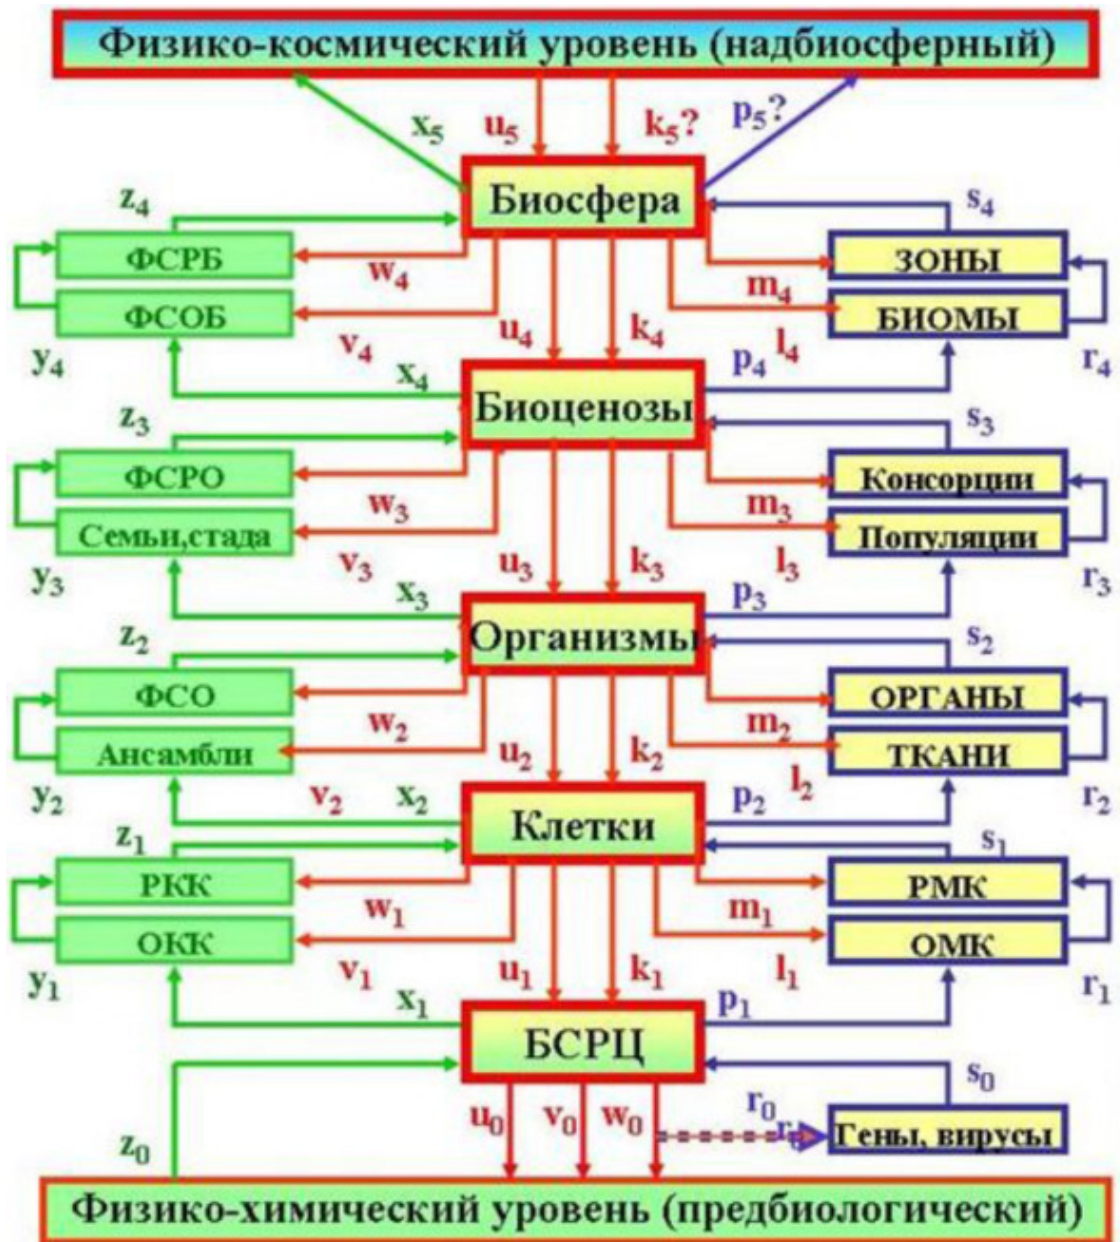 Физико-космический уровень (надбиосферный)
x₅ u₅ k₅? p₅?
Биосфера
z₄ s₄
ФСРБ ЗОНЫ
w₄ m₄
ФСОБ БИОМЫ
y₄ v₄ u₄ k₄ l₄ r₄
x₄ p₄
Биоценозы
z₃ s₃
ФСРО Консорции
w₃ m₃
Семьи,стада Популяции
y₃ v₃ u₃ k₃ l₃ r₃
x₃ p₃
Организмы
z₂ s₂
ФСО ОРГАНЫ
w₂ m₂
Ансамбли ТКАНИ
u₂ k₂ l₂
y₂ v₂ x₂ p₂ r₂
Клетки
z₁ s₁
РКК РМК
w₁ m₁
ОКК ОМК
y₁ v₁ u₁ k₁ l₁ r₁
x₁ p₁
БСРЦ
s₀
u₀ v₀ w₀ r₀
Гены, вирусы
z₀
Физико-химический уровень (предбиологический)